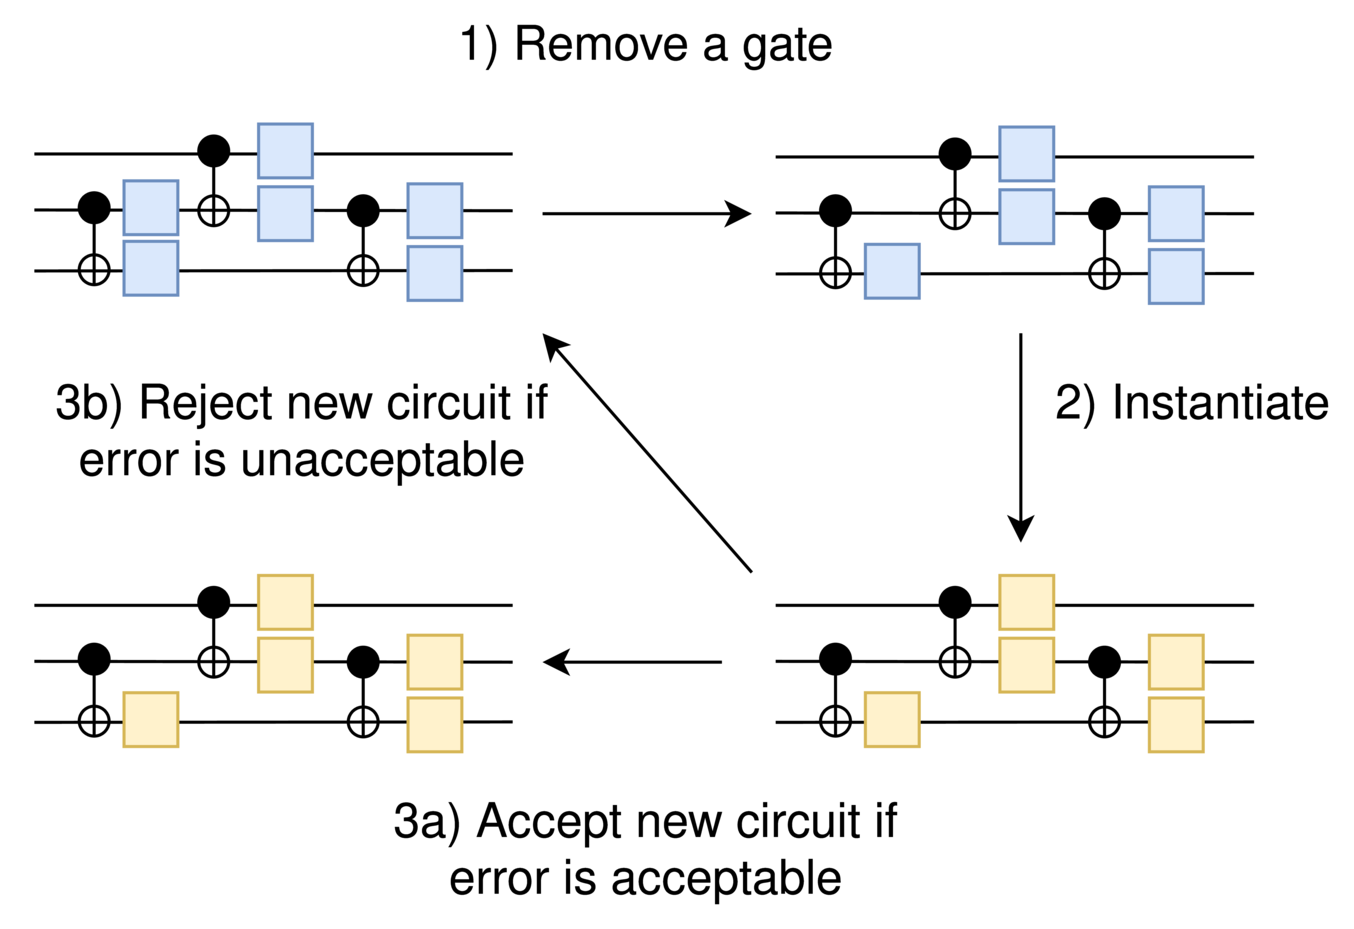 1) Remove a gate
3b) Reject new circuit if
error is unacceptable
2) Instantiate
3a) Accept new circuit if
error is acceptable